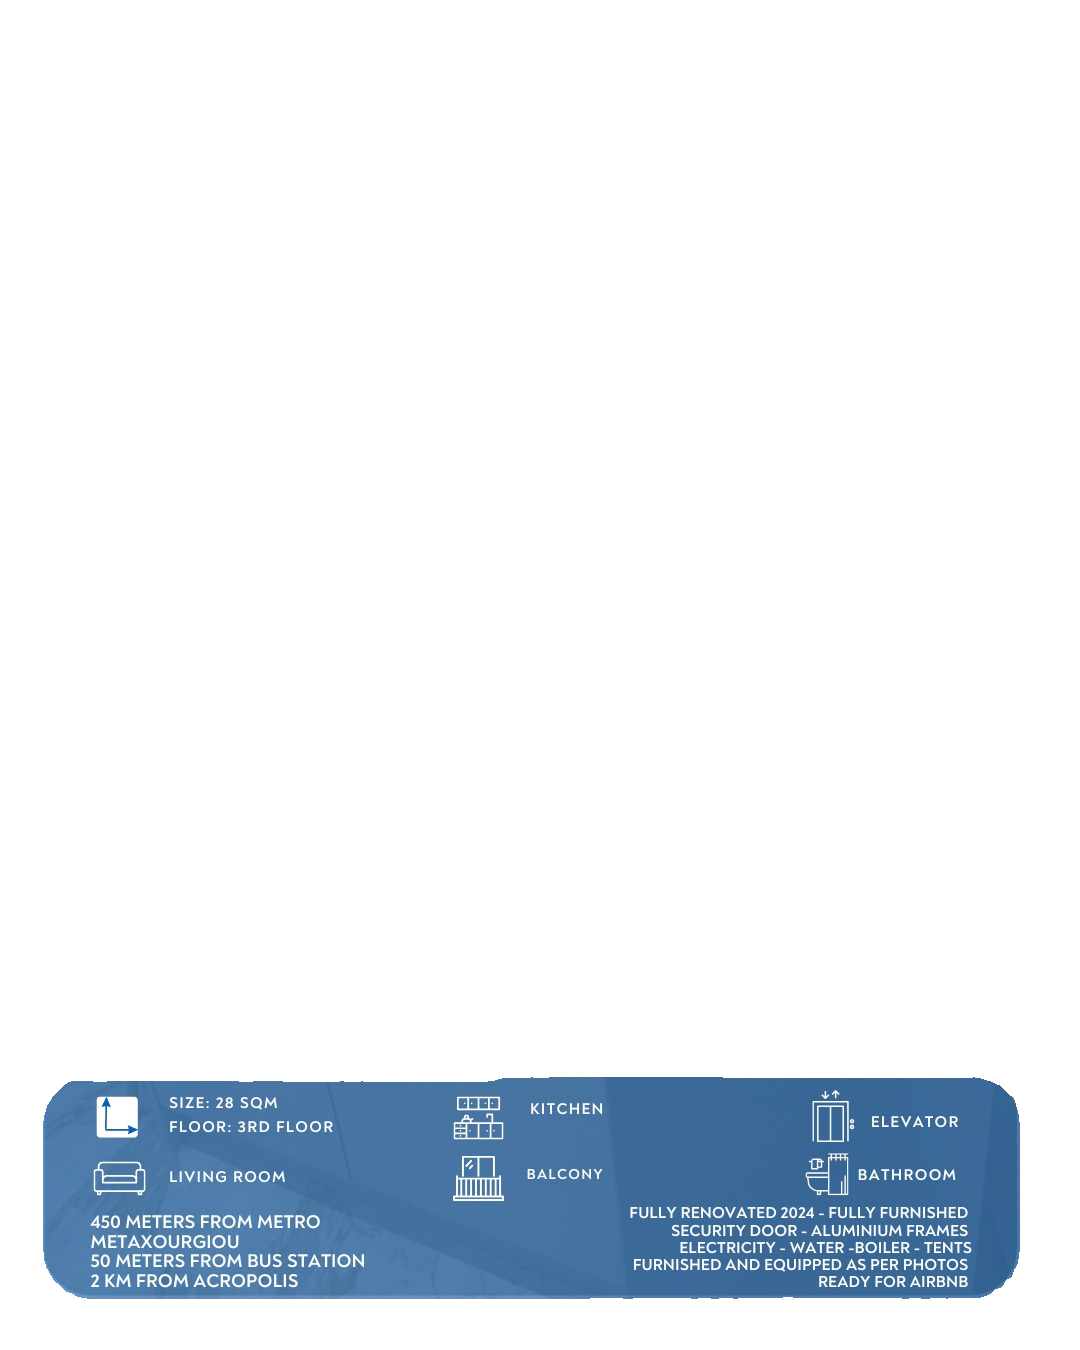 SIZE: 28 SQM
FLOOR: 3RD FLOOR
LIVING ROOM
KITCHEN
BALCONY
ELEVATOR
BATHROOM
450 METERS FROM METRO
METAXOURGIOU
50 METERS FROM BUS STATION
2 KM FROM ACROPOLIS
FULLY RENOVATED 2024 - FULLY FURNISHED
SECURITY DOOR - ALUMINIUM FRAMES
ELECTRICITY - WATER -BOILER - TENTS
FURNISHED AND EQUIPPED AS PER PHOTOS
READY FOR AIRBNB